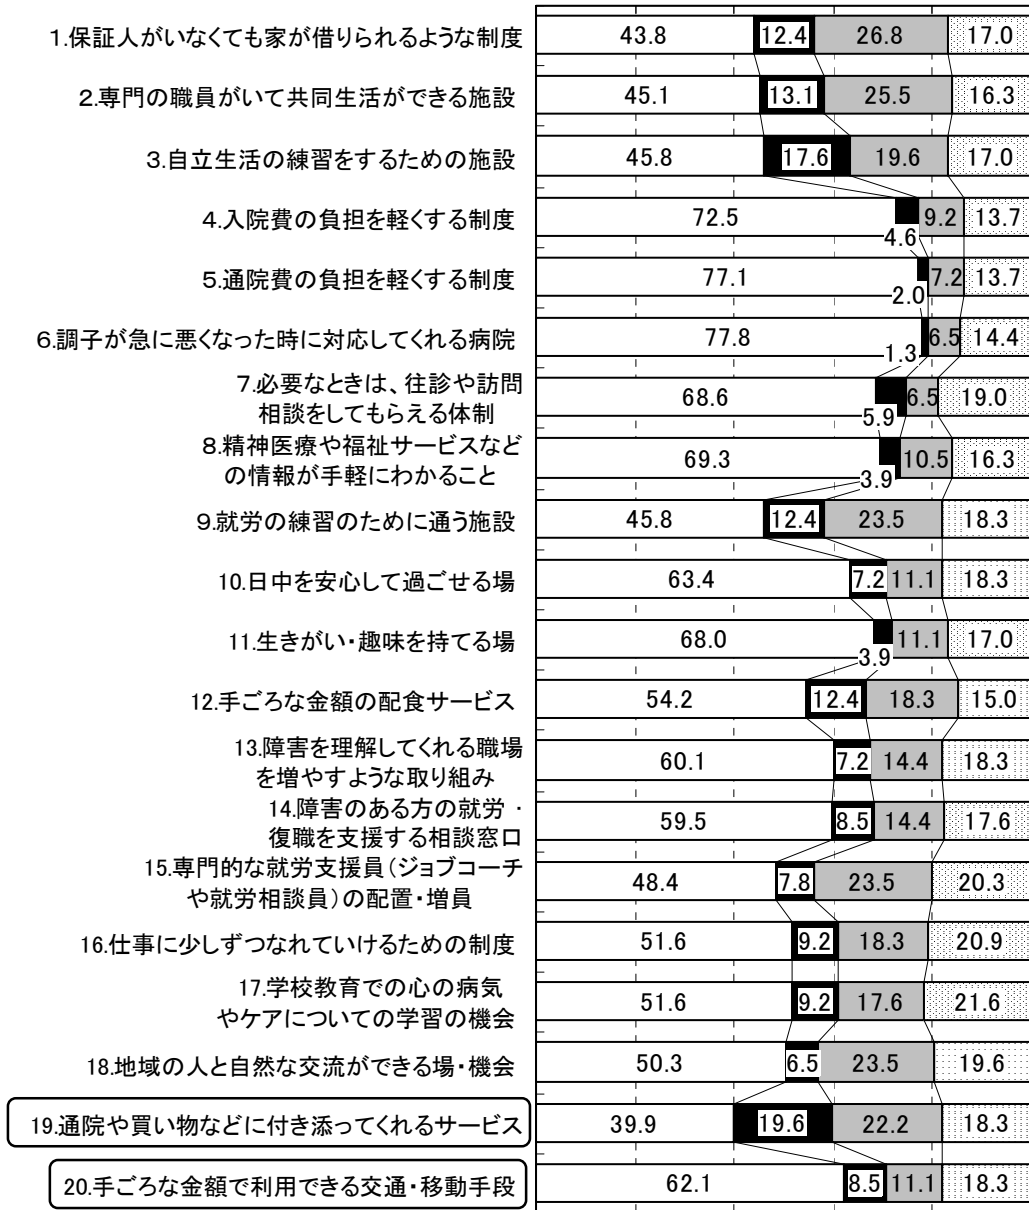 1.保証人がいなくても家が借りられるような制度 43.8 12.4 26.8 17.0
2.専門の職員がいて共同生活ができる施設 45.1 13.1 25.5 16.3
3.自立生活の練習をするための施設 45.8 17.6 19.6 17.0
4.入院費の負担を軽くする制度 72.5 4.6 9.2 13.7
5.通院費の負担を軽くする制度 77.1 2.0 7.2 13.7
6.調子が急に悪くなった時に対応してくれる病院 77.8 1.3 6.5 14.4
7.必要なときは、往診や訪問
相談をしてもらえる体制 68.6 5.9 6.5 19.0
8.精神医療や福祉サービスなど
の情報が手軽にわかること 69.3 3.9 10.5 16.3
9.就労の練習のために通う施設 45.8 12.4 23.5 18.3
10.日中を安心して過ごせる場 63.4 7.2 11.1 18.3
11.生きがい・趣味を持てる場 68.0 3.9 11.1 17.0
12.手ごろな金額の配食サービス 54.2 12.4 18.3 15.0
13.障害を理解してくれる職場
を増やすような取り組み 60.1 7.2 14.4 18.3
14.障害のある方の就労・
復職を支援する相談窓口 59.5 8.5 14.4 17.6
15.専門的な就労支援員(ジョブコーチ
や就労相談員)の配置・増員 48.4 7.8 23.5 20.3
16.仕事に少しずつなれていけるための制度 51.6 9.2 18.3 20.9
17.学校教育での心の病気
やケアについての学習の機会 51.6 9.2 17.6 21.6
18.地域の人と自然な交流ができる場・機会 50.3 6.5 23.5 19.6
19.通院や買い物などに付き添ってくれるサービス 39.9 19.6 22.2 18.3
20.手ごろな金額で利用できる交通・移動手段 62.1 8.5 11.1 18.3